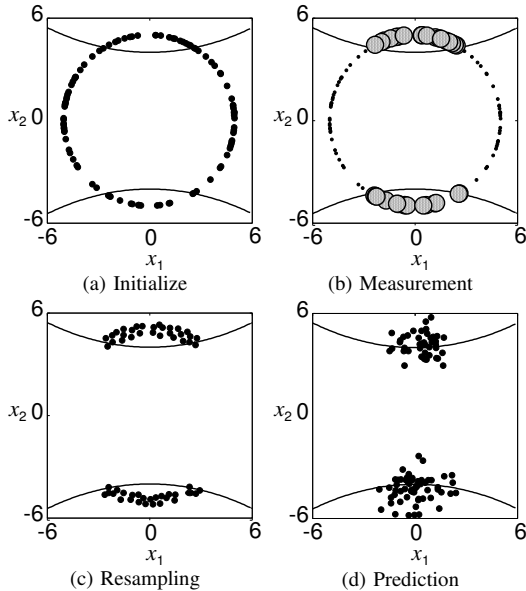 6
x2 0
-6
-6 0 6
x1
(a) Initialize
6
x2 0
-6
-6 0 6
x1
(b) Measurement
6
x2 0
-6
-6 0 6
x1
(c) Resampling
6
x2 0
-6
-6 0 6
x1
(d) Prediction